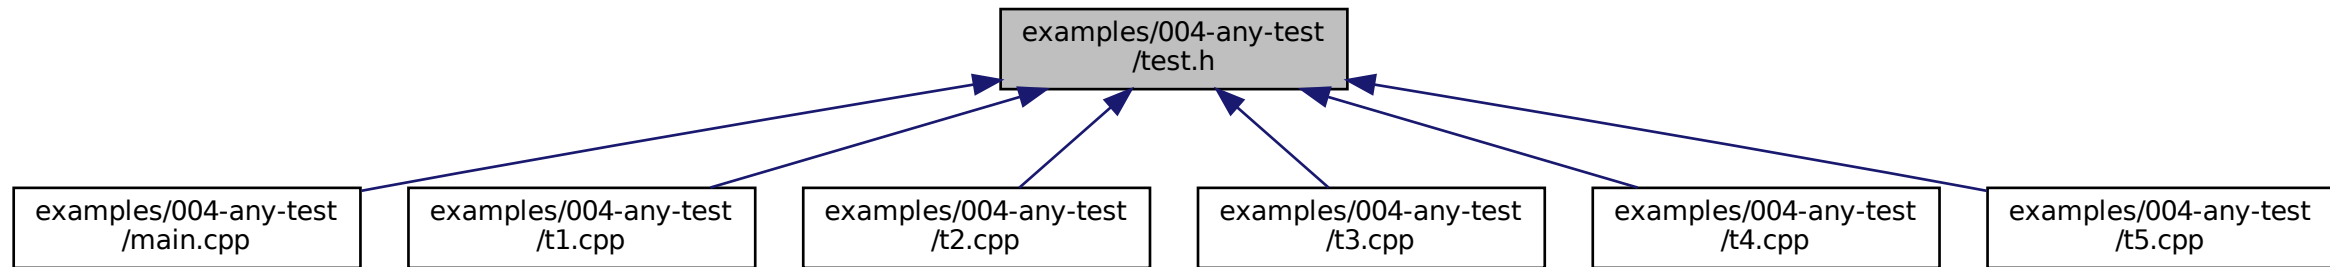 examples/004-any-test
/test.h
examples/004-any-test
/main.cpp
examples/004-any-test
/t1.cpp
examples/004-any-test
/t2.cpp
examples/004-any-test
/t3.cpp
examples/004-any-test
/t4.cpp
examples/004-any-test
/t5.cpp